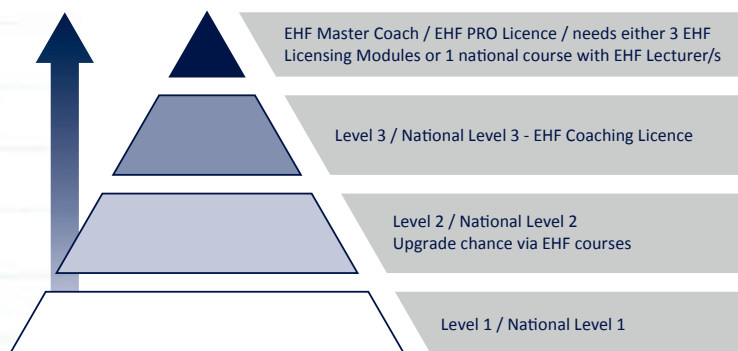 EHF Master Coach / EHF PRO Licence / needs either 3 EHF
Licensing Modules or 1 national course with EHF Lecturer/s
Level 3 / National Level 3 - EHF Coaching Licence
Level 2 / National Level 2
Upgrade chance via EHF courses
Level 1 / National Level 1